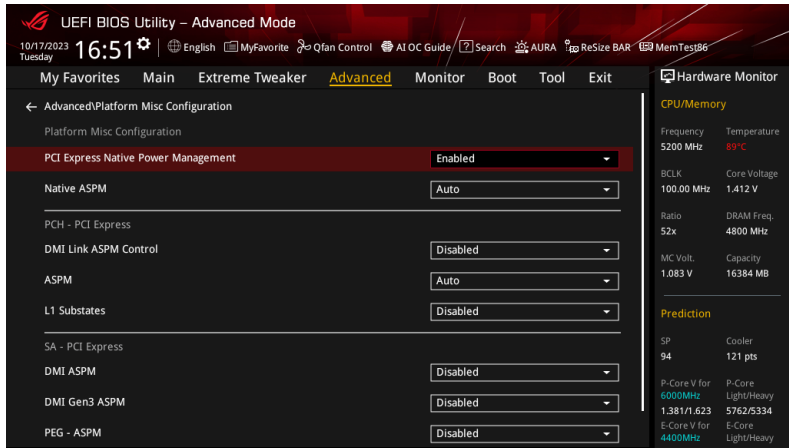 UEFI BIOS Utility – Advanced Mode
10/17/2023 Tuesday 16:51 English MyFavorite Qfan Control AI OC Guide ? Search AURA ReSize BAR MemTest86
My Favorites Main Extreme Tweaker Advanced Monitor Boot Tool Exit
← Advanced\Platform Misc Configuration
Platform Misc Configuration
PCI Express Native Power Management Enabled
Native ASPM Auto
PCH - PCI Express
DMI Link ASPM Control Disabled
ASPM Auto
L1 Substates Disabled
SA - PCI Express
DMI ASPM Disabled
DMI Gen3 ASPM Disabled
PEG - ASPM Disabled
Hardware Monitor
CPU/Memory
Frequency Temperature
5200 MHz 89°C
BCLK Core Voltage
100.00 MHz 1.412 V
Ratio DRAM Freq.
52x 4800 MHz
MC Volt. Capacity
1.083 V 16384 MB
Prediction
SP Cooler
94 121 pts
P-Core V for P-Core
6000MHz Light/Heavy
1.381/1.623 5762/5334
E-Core V for E-Core
4400MHz Light/Heavy